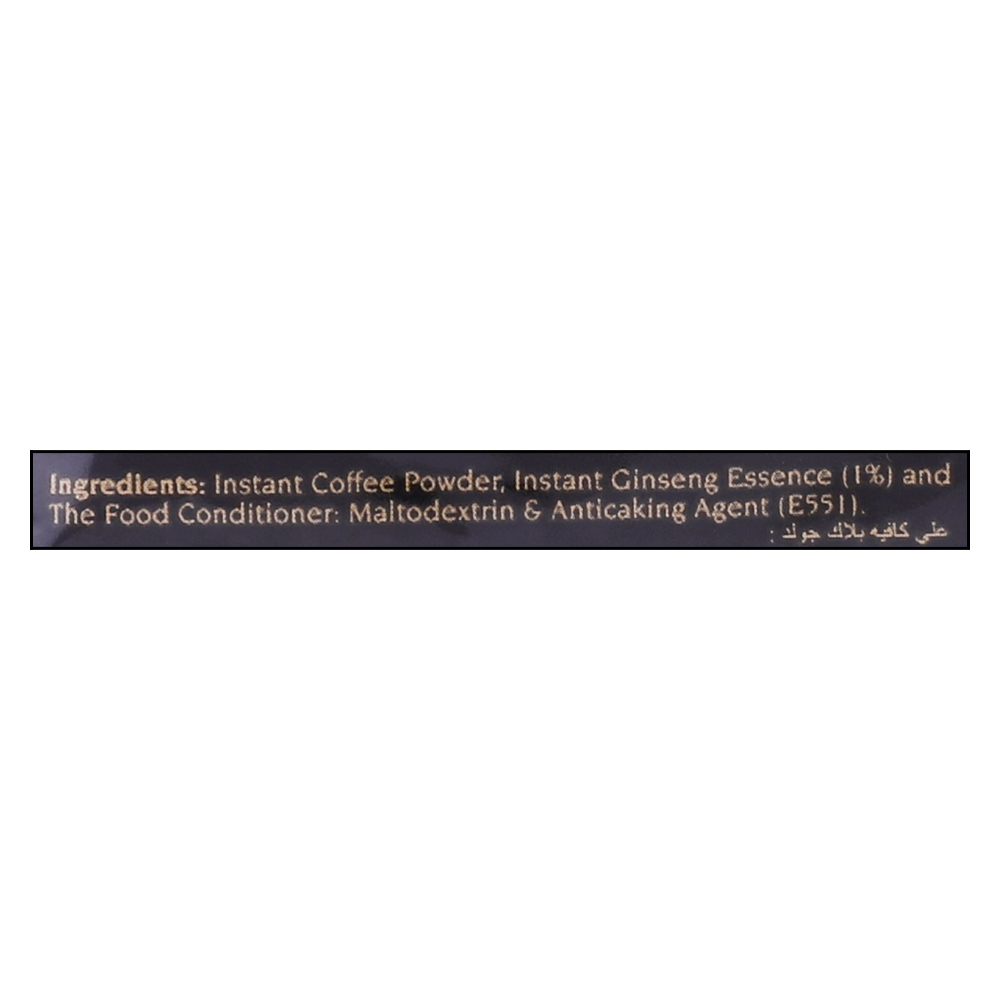 Ingredients: Instant Coffee Powder, Instant Ginseng Essence (1%) and
The Food Conditioner: Maltodextrin & Anticaking Agent (E551).
علي كافيه بلاك جولد :